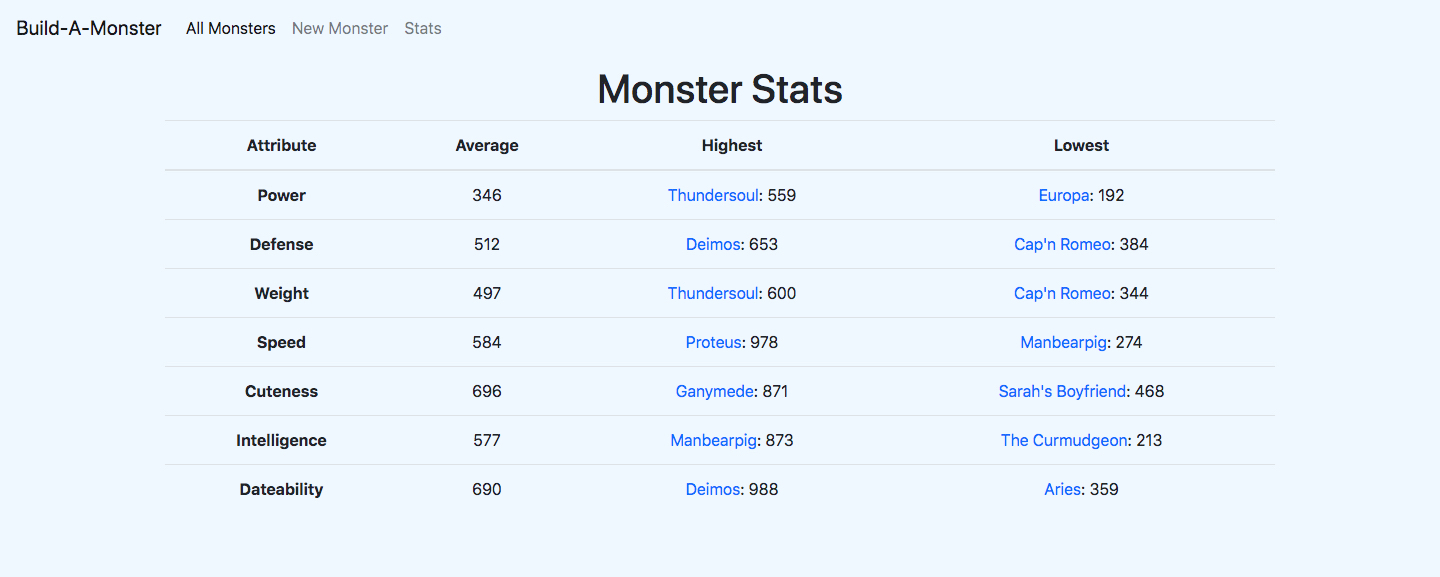 Build-A-Monster All Monsters New Monster Stats
Monster Stats
Attribute Average Highest Lowest
Power 346 Thundersoul: 559 Europa: 192
Defense 512 Deimos: 653 Cap'n Romeo: 384
Weight 497 Thundersoul: 600 Cap'n Romeo: 344
Speed 584 Proteus: 978 Manbearpig: 274
Cuteness 696 Ganymede: 871 Sarah's Boyfriend: 468
Intelligence 577 Manbearpig: 873 The Curmudgeon: 213
Dateability 690 Deimos: 988 Aries: 359